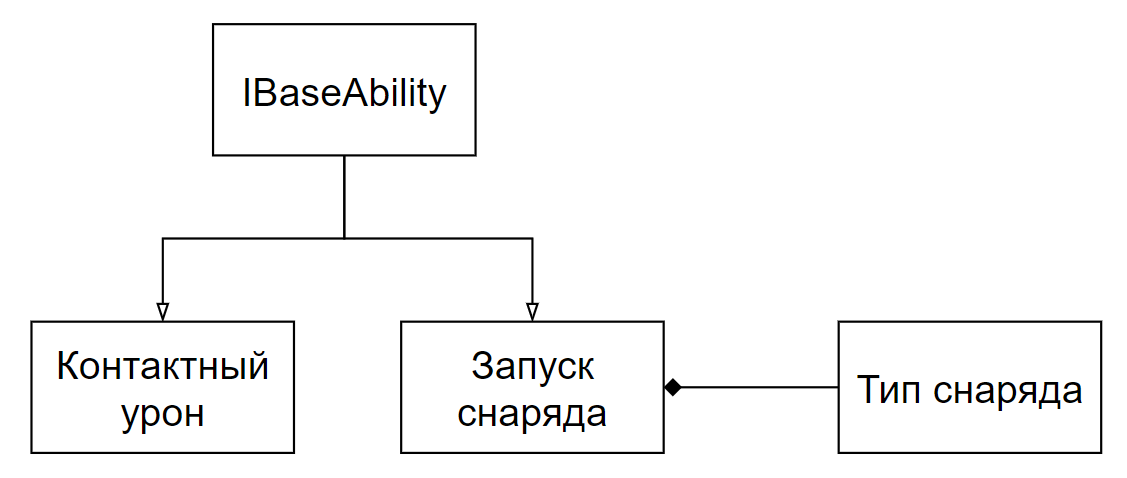 IBaseAbility
Контактный
урон
Запуск
снаряда
Тип снаряда